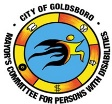 • CITY OF GOLDSBORO •
MAYOR'S COMMITTEE FOR PERSONS WITH DISABILITIES